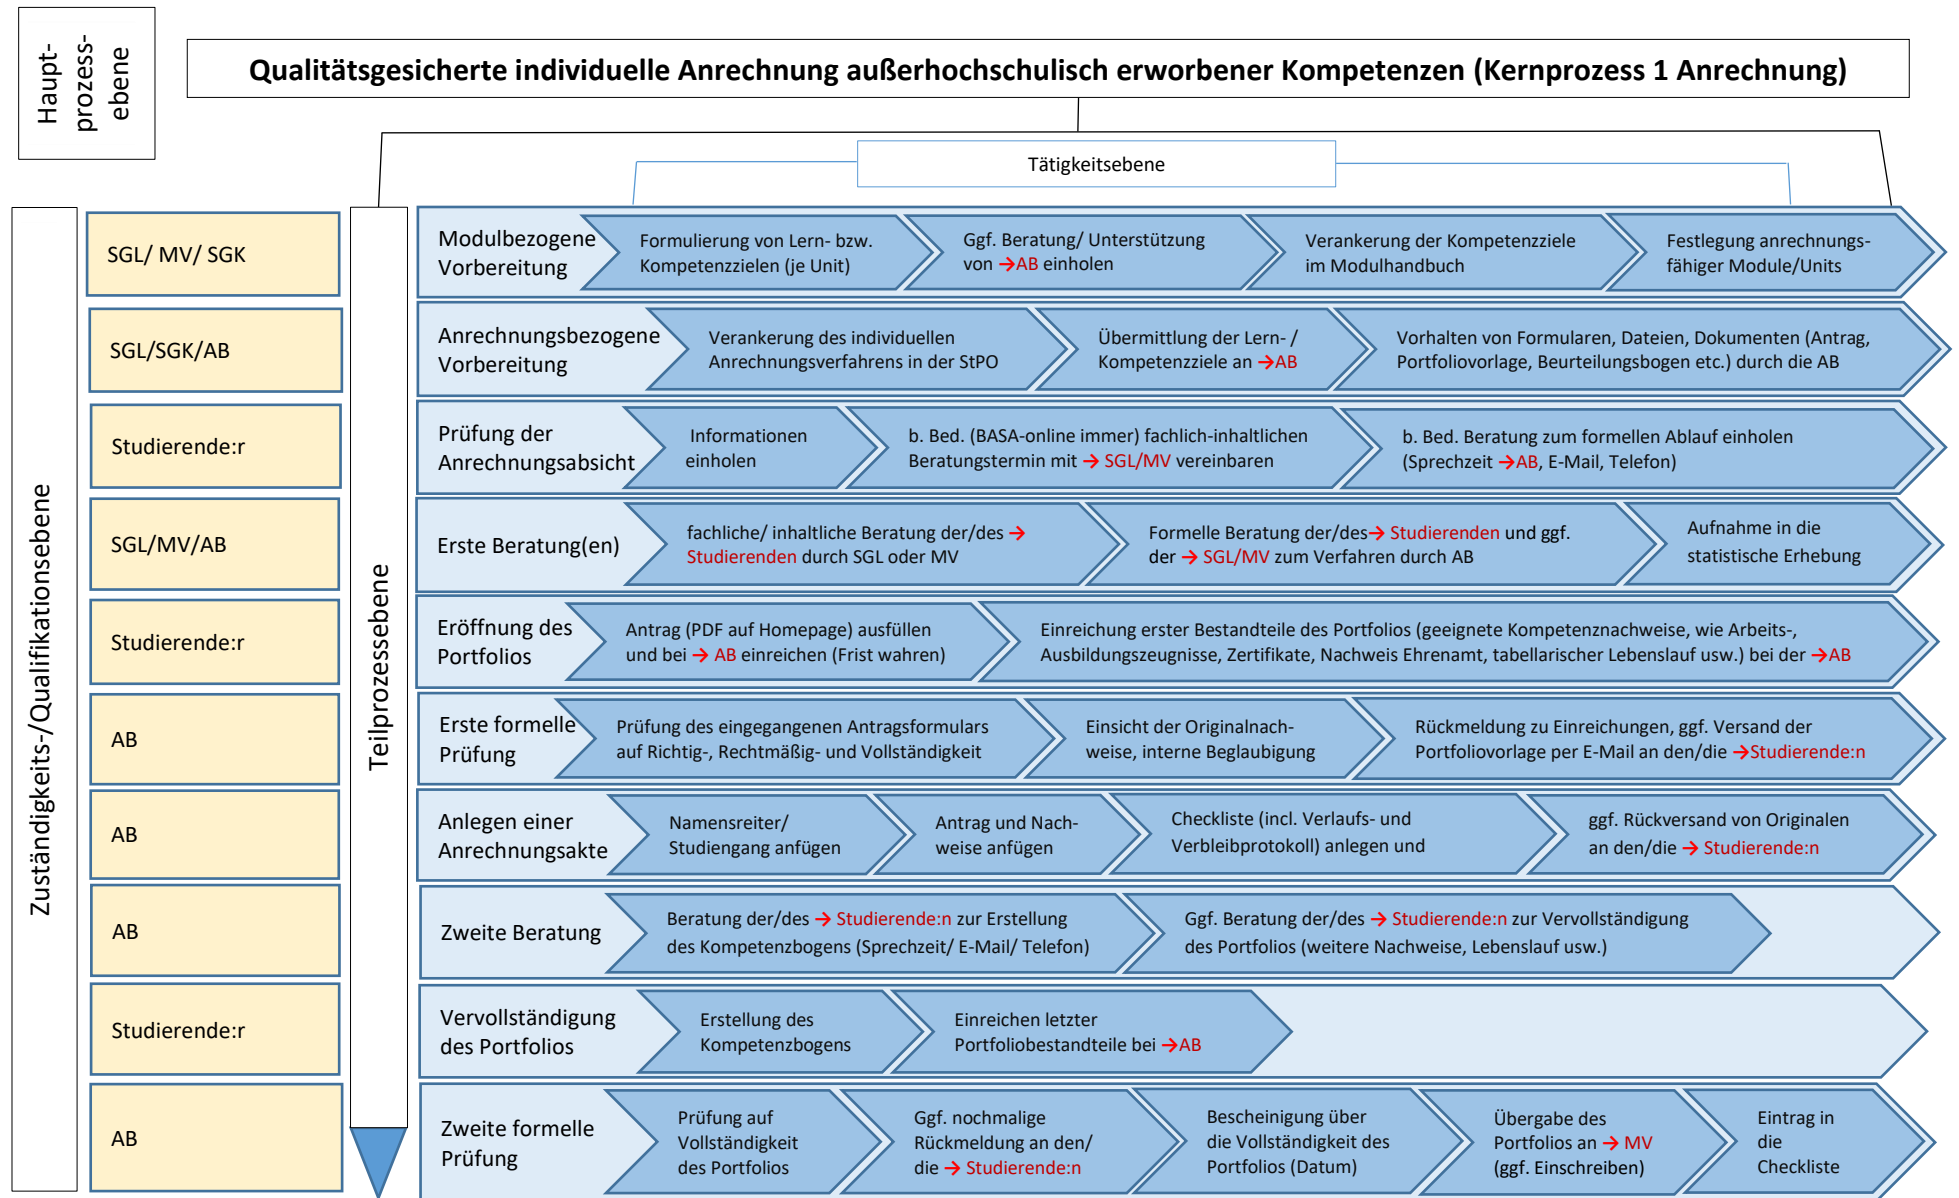 Haupt-
prozess-
ebene
Qualitätsgesicherte individuelle Anrechnung außerhochschulisch erworbener Kompetenzen (Kernprozess 1 Anrechnung)
Tätigkeitsebene
Zuständigkeits-/Qualifikationsebene
Teilprozessebene
SGL/ MV/ SGK
Modulbezogene
Vorbereitung
Formulierung von Lern- bzw.
Kompetenzzielen (je Unit)
Ggf. Beratung/ Unterstützung
von →AB einholen
Verankerung der Kompetenzziele
im Modulhandbuch
Festlegung anrechnungs-
fähiger Module/Units
SGL/SGK/AB
Anrechnungsbezogene
Vorbereitung
Verankerung des individuellen
Anrechnungsverfahrens in der StPO
Übermittlung der Lern- /
Kompetenzziele an →AB
Vorhalten von Formularen, Dateien, Dokumenten (Antrag,
Portfoliovorlage, Beurteilungsbogen etc.) durch die AB
Studierende:r
Prüfung der
Anrechnungsabsicht
Informationen
einholen
b. Bed. (BASA-online immer) fachlich-inhaltlichen
Beratungstermin mit → SGL/MV vereinbaren
b. Bed. Beratung zum formellen Ablauf einholen
(Sprechzeit →AB, E-Mail, Telefon)
SGL/MV/AB
Erste Beratung(en)
fachliche/ inhaltliche Beratung der/des →
Studierenden durch SGL oder MV
Formelle Beratung der/des→ Studierenden und ggf.
der → SGL/MV zum Verfahren durch AB
Aufnahme in die
statistische Erhebung
Studierende:r
Eröffnung des
Portfolios
Antrag (PDF auf Homepage) ausfüllen
und bei → AB einreichen (Frist wahren)
Einreichung erster Bestandteile des Portfolios (geeignete Kompetenznachweise, wie Arbeits-,
Ausbildungszeugnisse, Zertifikate, Nachweis Ehrenamt, tabellarischer Lebenslauf usw.) bei der →AB
AB
Erste formelle
Prüfung
Prüfung des eingegangenen Antragsformulars
auf Richtig-, Rechtmäßig- und Vollständigkeit
Einsicht der Originalnach-
weise, interne Beglaubigung
Rückmeldung zu Einreichungen, ggf. Versand der
Portfoliovorlage per E-Mail an den/die →Studierende:n
AB
Anlegen einer
Anrechnungsakte
Namensreiter/
Studiengang anfügen
Antrag und Nach-
weise anfügen
Checkliste (incl. Verlaufs- und
Verbleibprotokoll) anlegen und
ggf. Rückversand von Originalen
an den/die → Studierende:n
AB
Zweite Beratung
Beratung der/des → Studierende:n zur Erstellung
des Kompetenzbogens (Sprechzeit/ E-Mail/ Telefon)
Ggf. Beratung der/des → Studierende:n zur Vervollständigung
des Portfolios (weitere Nachweise, Lebenslauf usw.)
Studierende:r
Vervollständigung
des Portfolios
Erstellung des
Kompetenzbogens
Einreichen letzter
Portfoliobestandteile bei →AB
AB
Zweite formelle
Prüfung
Prüfung auf
Vollständigkeit
des Portfolios
Ggf. nochmalige
Rückmeldung an den/
die → Studierende:n
Bescheinigung über
die Vollständigkeit des
Portfolios (Datum)
Übergabe des
Portfolios an → MV
(ggf. Einschreiben)
Eintrag in
die
Checkliste